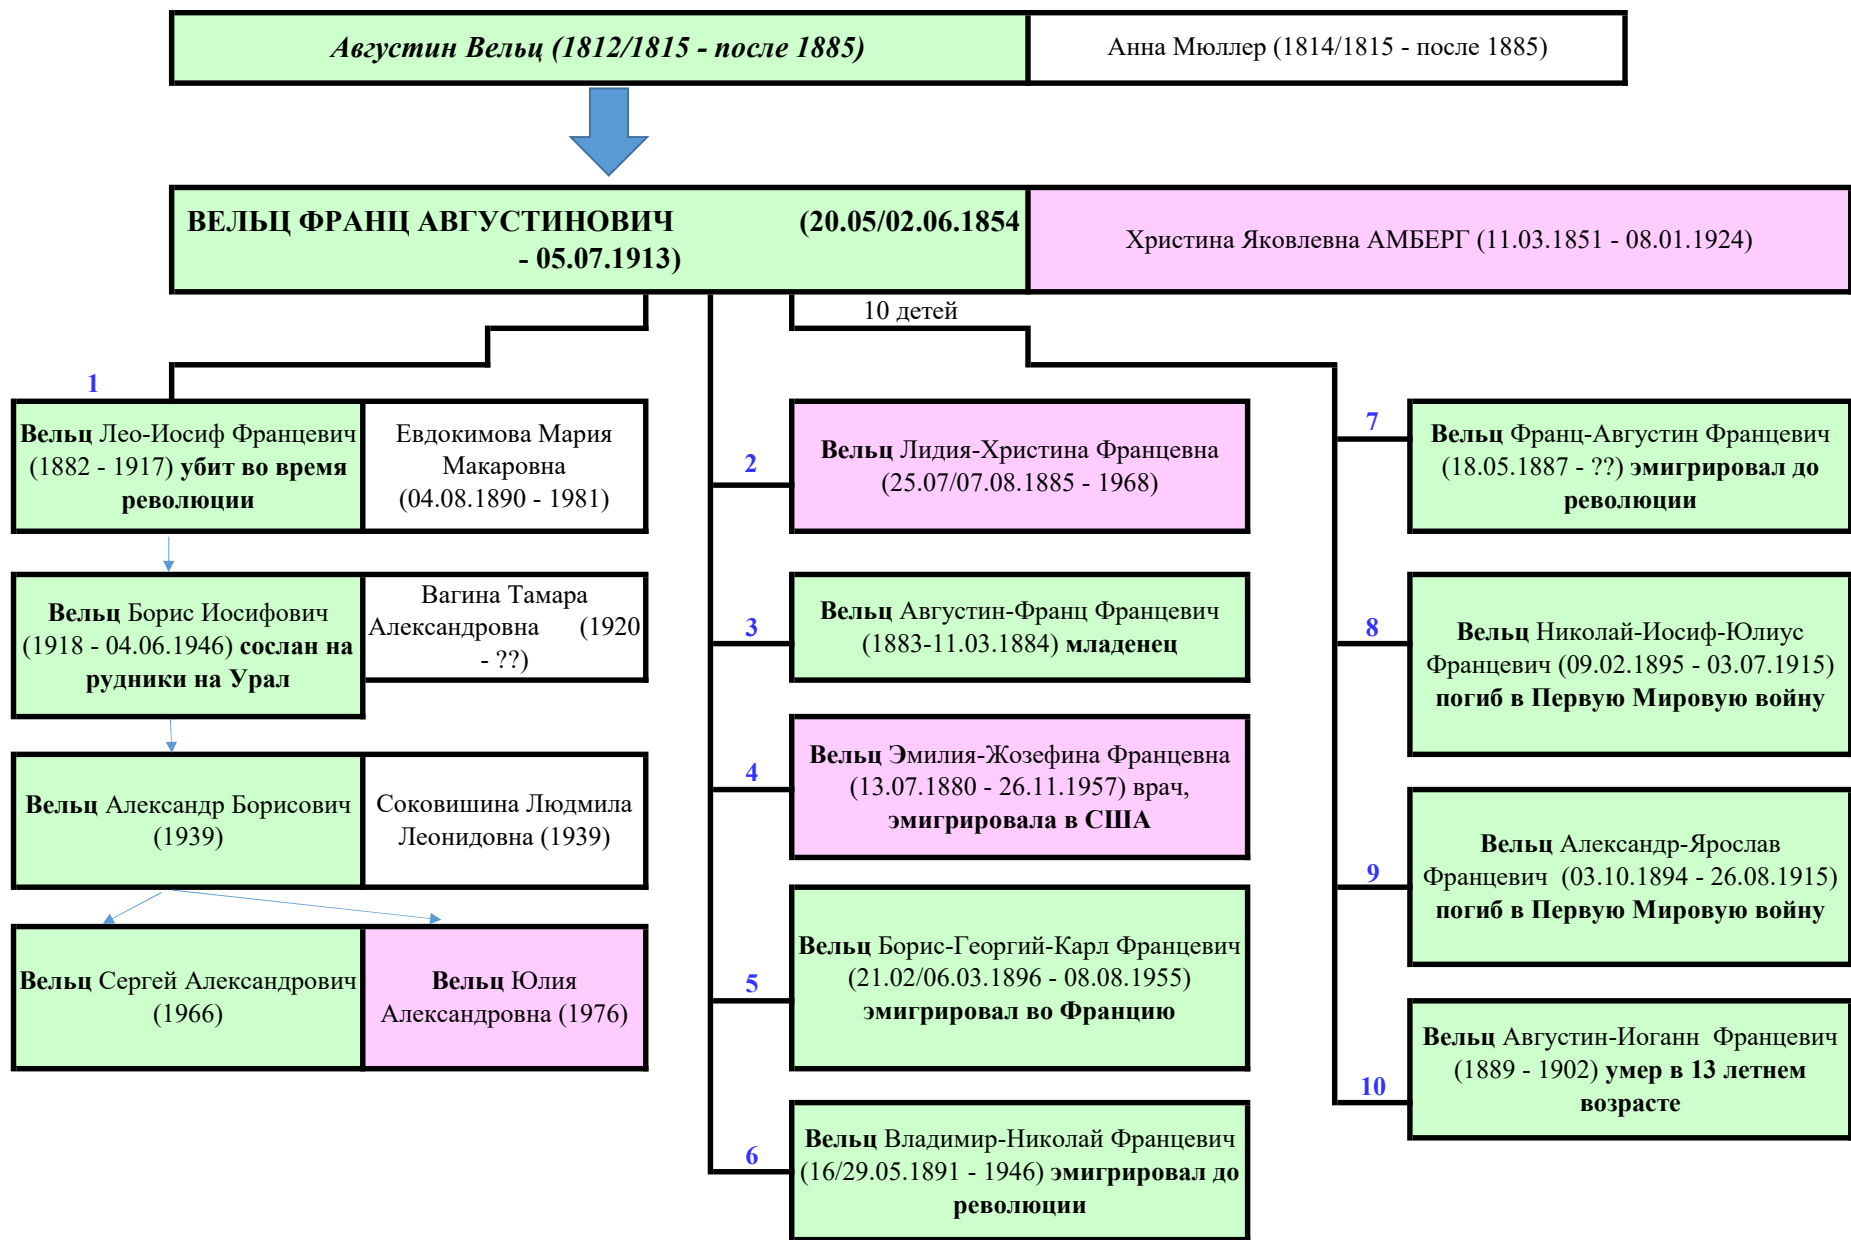 Августин Вельц (1812/1815 - после 1885)
Анна Мюллер (1814/1815 - после 1885)
ВЕЛЬЦ ФРАНЦ АВГУСТИНОВИЧ (20.05/02.06.1854
- 05.07.1913)
Христина Яковлевна АМБЕРГ (11.03.1851 - 08.01.1924)
10 детей
1
Вельц Лео-Иосиф Францевич
(1882 - 1917) убит во время
революции
Евдокимова Мария
Макаровна
(04.08.1890 - 1981)
Вельц Борис Иосифович
(1918 - 04.06.1946) сослан на
рудники на Урал
Вагина Тамара
Александровна (1920
- ??)
Вельц Александр Борисович
(1939)
Соковишина Людмила
Леонидовна (1939)
Вельц Сергей Александрович
(1966)
Вельц Юлия
Александровна (1976)
2
Вельц Лидия-Христина Францевна
(25.07/07.08.1885 - 1968)
3
Вельц Августин-Франц Францевич
(1883-11.03.1884) младенец
4
Вельц Эмилия-Жозефина Францевна
(13.07.1880 - 26.11.1957) врач,
эмигрировала в США
5
Вельц Борис-Георгий-Карл Францевич
(21.02/06.03.1896 - 08.08.1955)
эмигрировал во Францию
6
Вельц Владимир-Николай Францевич
(16/29.05.1891 - 1946) эмигрировал до
революции
7
Вельц Франц-Августин Францевич
(18.05.1887 - ??) эмигрировал до
революции
8
Вельц Николай-Иосиф-Юлиус
Францевич (09.02.1895 - 03.07.1915)
погиб в Первую Мировую войну
9
Вельц Александр-Ярослав
Францевич (03.10.1894 - 26.08.1915)
погиб в Первую Мировую войну
10
Вельц Августин-Иоганн Францевич
(1889 - 1902) умер в 13 летнем
возрасте